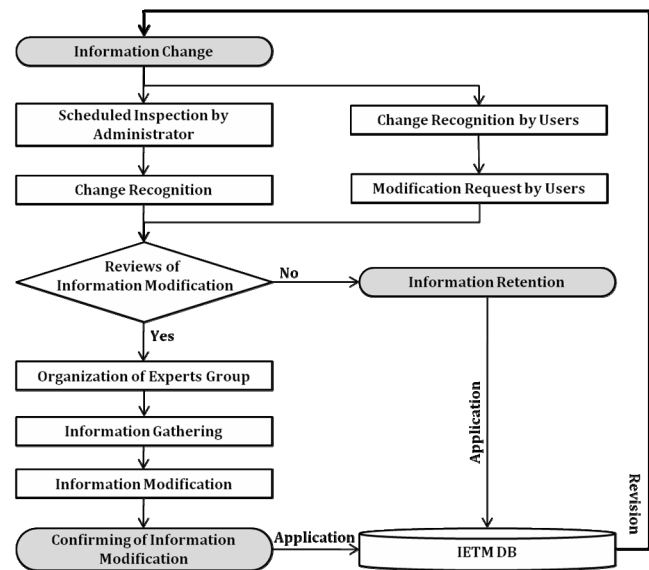 Information Change
Scheduled Inspection by
Administrator
Change Recognition by Users
Change Recognition
Modification Request by Users
Reviews of
Information Modification
No
Information Retention
Yes
Organization of Experts Group
Information Gathering
Application
Information Modification
Revision
Confirming of Information
Modification
Application
IETM DB